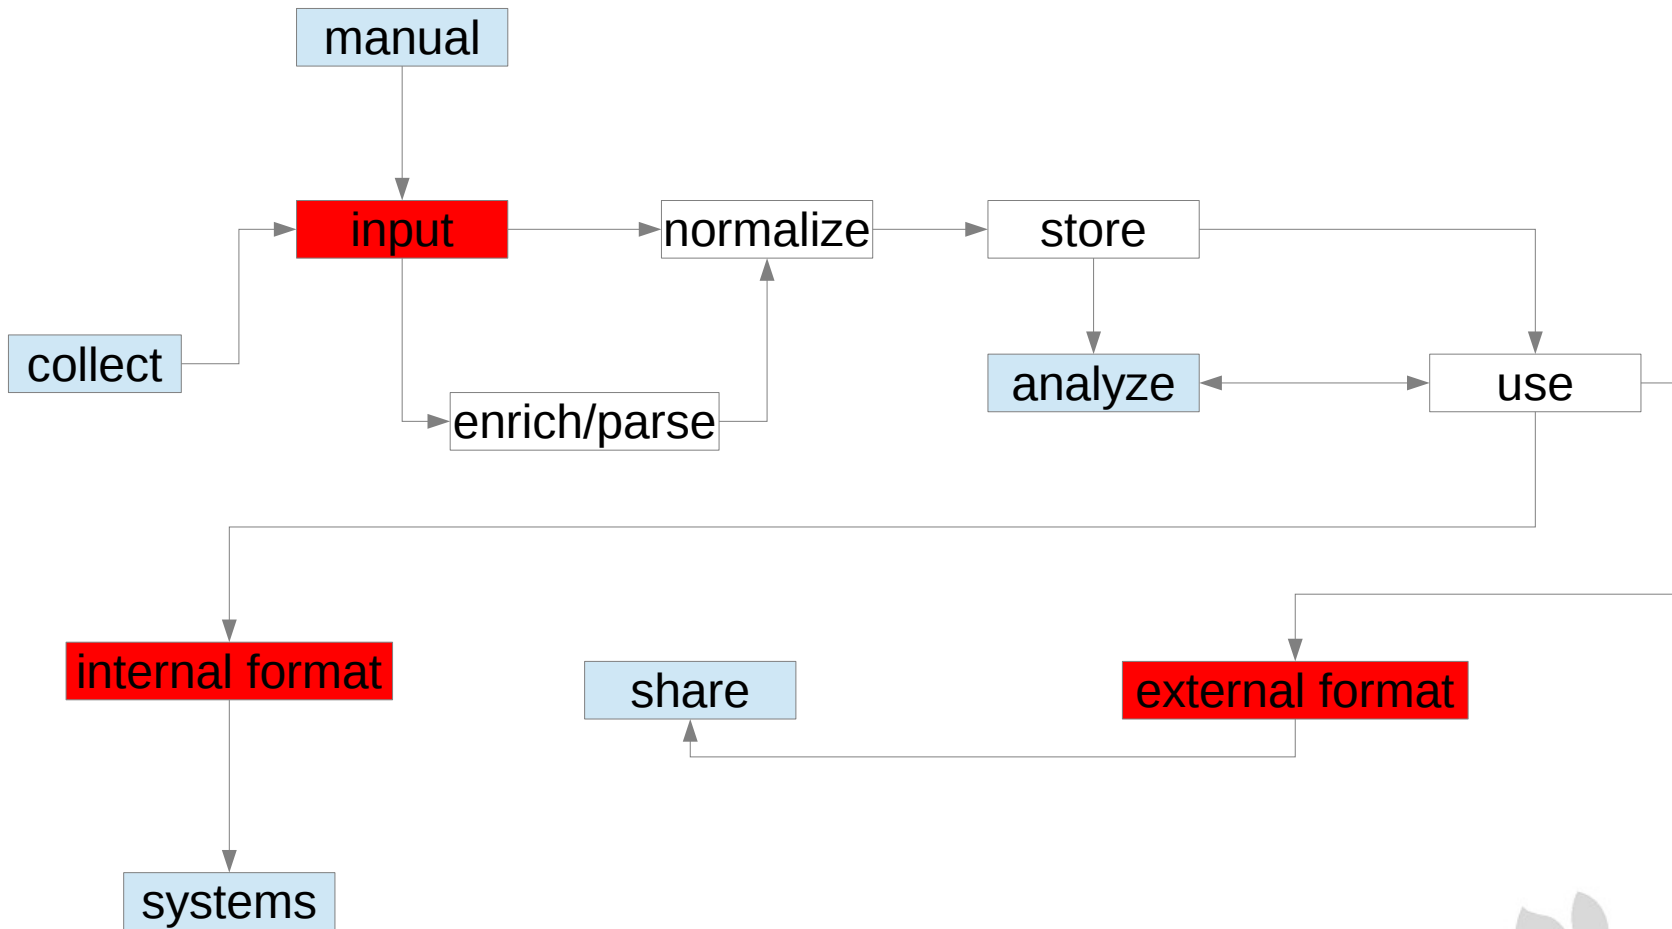 manual
input
normalize
store
collect
analyze
use
enrich/parse
internal format
share
external format
systems